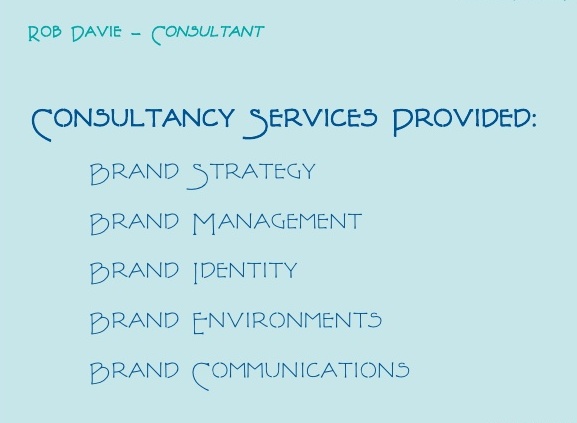 Rob Davie – Consultant
Consultancy Services Provided:
Brand Strategy
Brand Management
Brand Identity
Brand Environments
Brand Communications